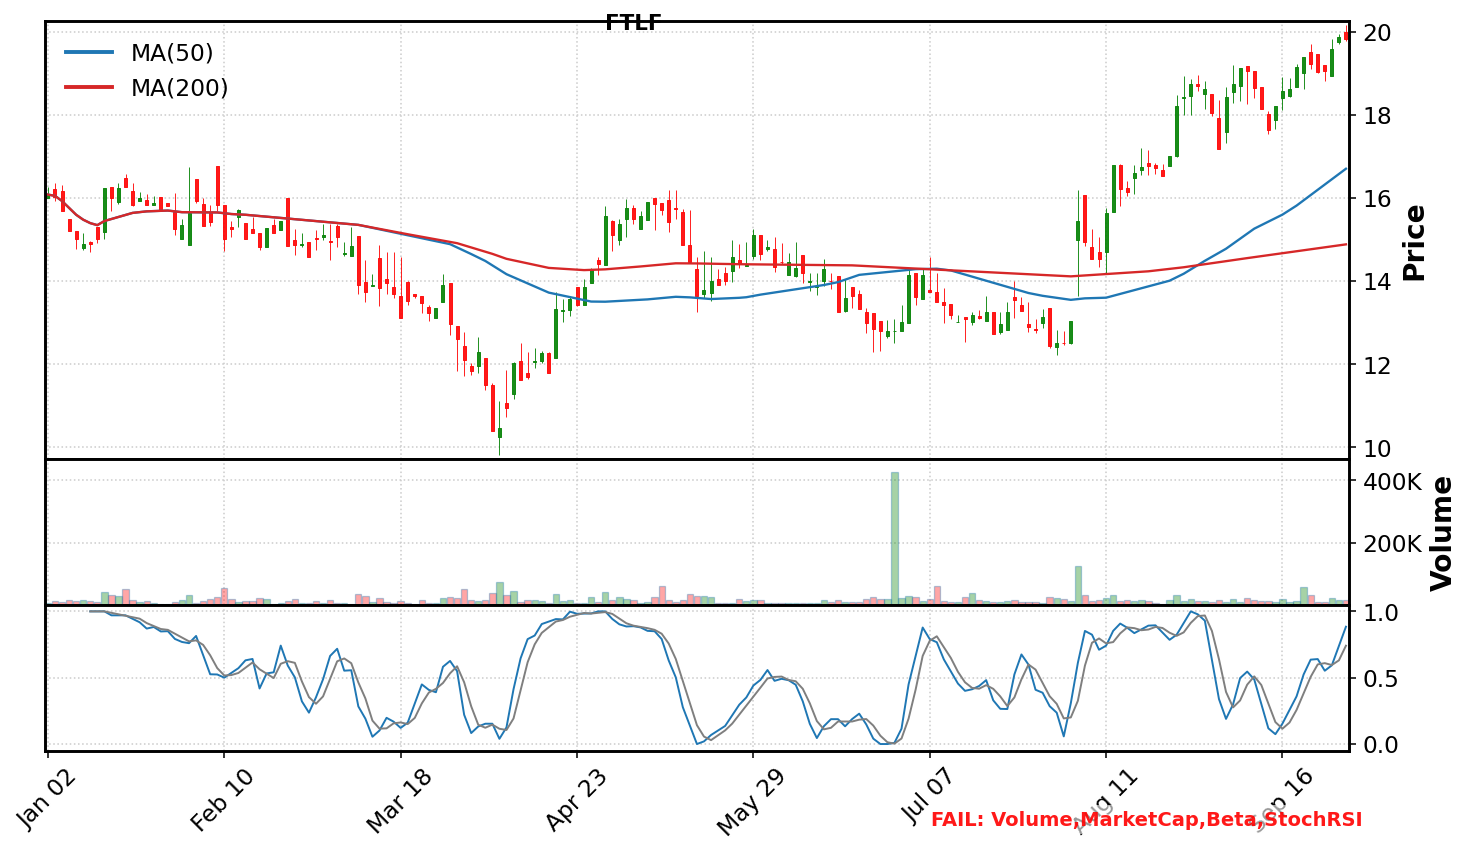 FTLF
MA(50)
MA(200)
20
18
16
14
12
10
Price
400K
200K
Volume
1.0
0.5
0.0
Jan 02
Feb 10
Mar 18
Apr 23
May 29
Jul 07
Aug 11
Sep 16
FAIL: Volume,MarketCap,Beta,StochRSI